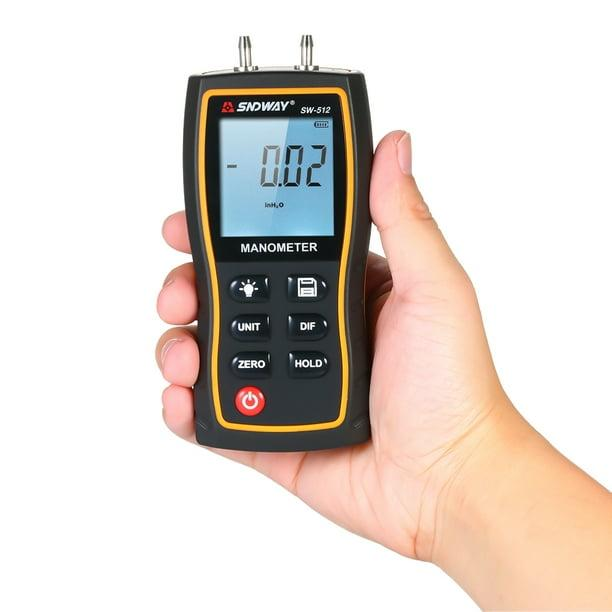 SNDWAY®
SW-512
- 0.02
inH₂O
MANOMETER
UNIT DIF
ZERO HOLD